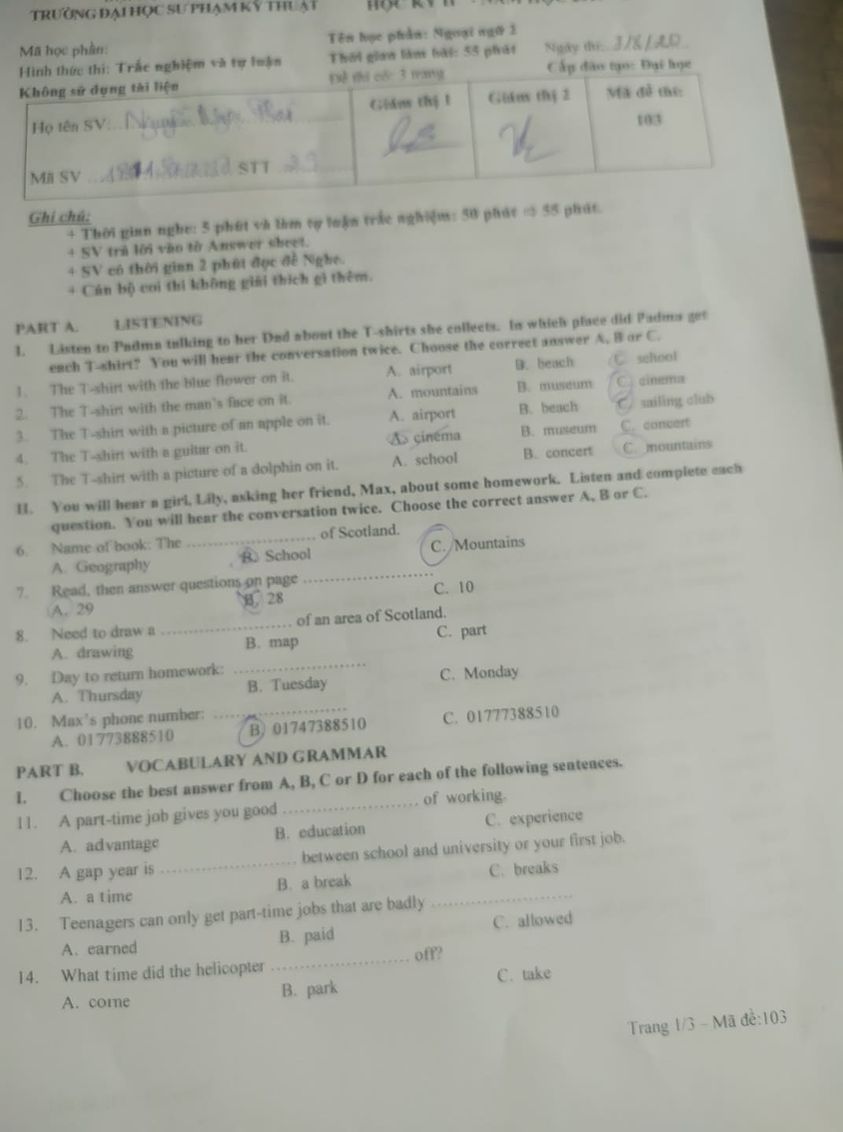 TRƯỜNG ĐẠI HỌC SƯ PHẠM KỸ THUẬT HỌC KỲ II
Mã học phần: Tên học phần: Ngoại ngữ 2
Hình thức thi: Trắc nghiệm và tự luận Thời gian làm bài: 55 phút Ngày thi:
Không sử dụng tài liệu Đề thi có: 3 trang Cấp đào tạo: Đại học
Họ tên SV: Nguyễn Giám thị 1 Giám thị 2 Mã đề thi:
103
Mã SV STT
Ghi chú:
+ Thời gian nghe: 5 phút và làm tự luận trắc nghiệm: 50 phút => 55 phút.
+ SV trả lời vào tờ Answer sheet.
+ SV có thời gian 2 phút đọc đề Nghe.
+ Cán bộ coi thi không giải thích gì thêm.
PART A. LISTENING
I. Listen to Padma talking to her Dad about the T-shirts she collects. In which place did Padma get
each T-shirt? You will hear the conversation twice. Choose the correct answer A, B or C.
1. The T-shirt with the blue flower on it. A. airport B. beach C. school
2. The T-shirt with the man's face on it. A. mountains B. museum C. cinema
3. The T-shirt with a picture of an apple on it. A. airport B. beach C. sailing club
4. The T-shirt with a guitar on it. A. cinema B. museum C. concert
5. The T-shirt with a picture of a dolphin on it. A. school B. concert C. mountains
II. You will hear a girl, Lily, asking her friend, Max, about some homework. Listen and complete each
question. You will hear the conversation twice. Choose the correct answer A, B or C.
6. Name of book: The ........................ of Scotland.
A. Geography B. School C. Mountains
7. Read, then answer questions on page ........................
A. 29 B. 28 C. 10
8. Need to draw a ........................ of an area of Scotland.
A. drawing B. map C. part
9. Day to return homework: ........................
A. Thursday B. Tuesday C. Monday
10. Max's phone number: ........................
A. 01773888510 B. 01747388510 C. 01777388510
PART B. VOCABULARY AND GRAMMAR
I. Choose the best answer from A, B, C or D for each of the following sentences.
11. A part-time job gives you good ........................ of working.
A. advantage B. education C. experience
12. A gap year is ........................ between school and university or your first job.
A. a time B. a break C. breaks
13. Teenagers can only get part-time jobs that are badly ........................
A. earned B. paid C. allowed
14. What time did the helicopter ........................ off?
A. come B. park C. take
Trang 1/3 – Mã đề:103